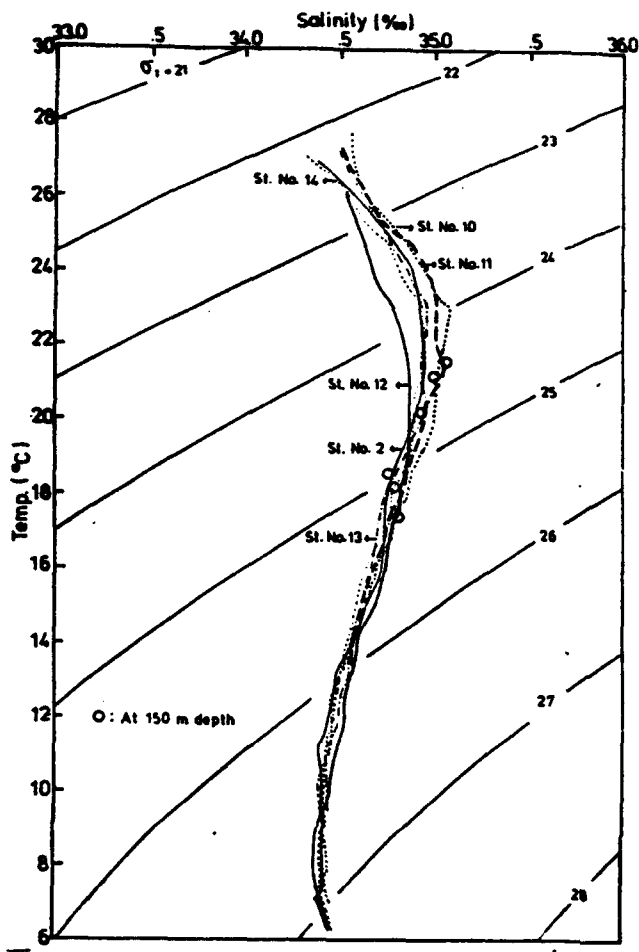 Salinity (‰)
33.0 .5 34.0 .5 35.0 .5 36.0
30
σt=21
22
28
23
26
St. No. 14
St. No. 10
St. No. 11
24
24
22
St. No. 12
25
20
St. No. 2
Temp. (°C)
18
St. No. 13
26
16
14
O: At 150 m depth
12
27
10
8
28
6